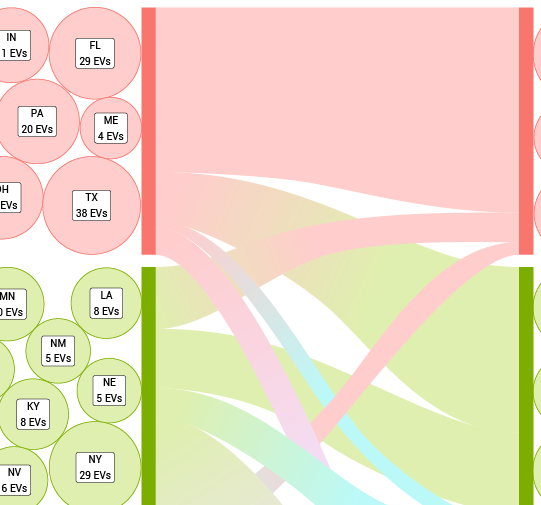 IN
1 EVs
FL
29 EVs
PA
20 EVs
ME
4 EVs
OH
EVs
TX
38 EVs
MN
0 EVs
LA
8 EVs
NM
5 EVs
NE
5 EVs
KY
8 EVs
NY
29 EVs
NV
6 EVs